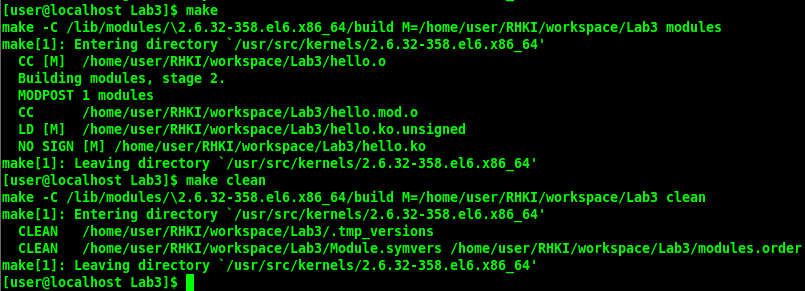 [user@localhost Lab3]$ make
make -C /lib/modules/\2.6.32-358.el6.x86_64/build M=/home/user/RHKI/workspace/Lab3 modules
make[1]: Entering directory `/usr/src/kernels/2.6.32-358.el6.x86_64'
  CC [M]  /home/user/RHKI/workspace/Lab3/hello.o
  Building modules, stage 2.
  MODPOST 1 modules
  CC      /home/user/RHKI/workspace/Lab3/hello.mod.o
  LD [M]  /home/user/RHKI/workspace/Lab3/hello.ko.unsigned
  NO SIGN [M] /home/user/RHKI/workspace/Lab3/hello.ko
make[1]: Leaving directory `/usr/src/kernels/2.6.32-358.el6.x86_64'
[user@localhost Lab3]$ make clean
make -C /lib/modules/\2.6.32-358.el6.x86_64/build M=/home/user/RHKI/workspace/Lab3 clean
make[1]: Entering directory `/usr/src/kernels/2.6.32-358.el6.x86_64'
  CLEAN   /home/user/RHKI/workspace/Lab3/.tmp_versions
  CLEAN   /home/user/RHKI/workspace/Lab3/Module.symvers /home/user/RHKI/workspace/Lab3/modules.order
make[1]: Leaving directory `/usr/src/kernels/2.6.32-358.el6.x86_64'
[user@localhost Lab3]$